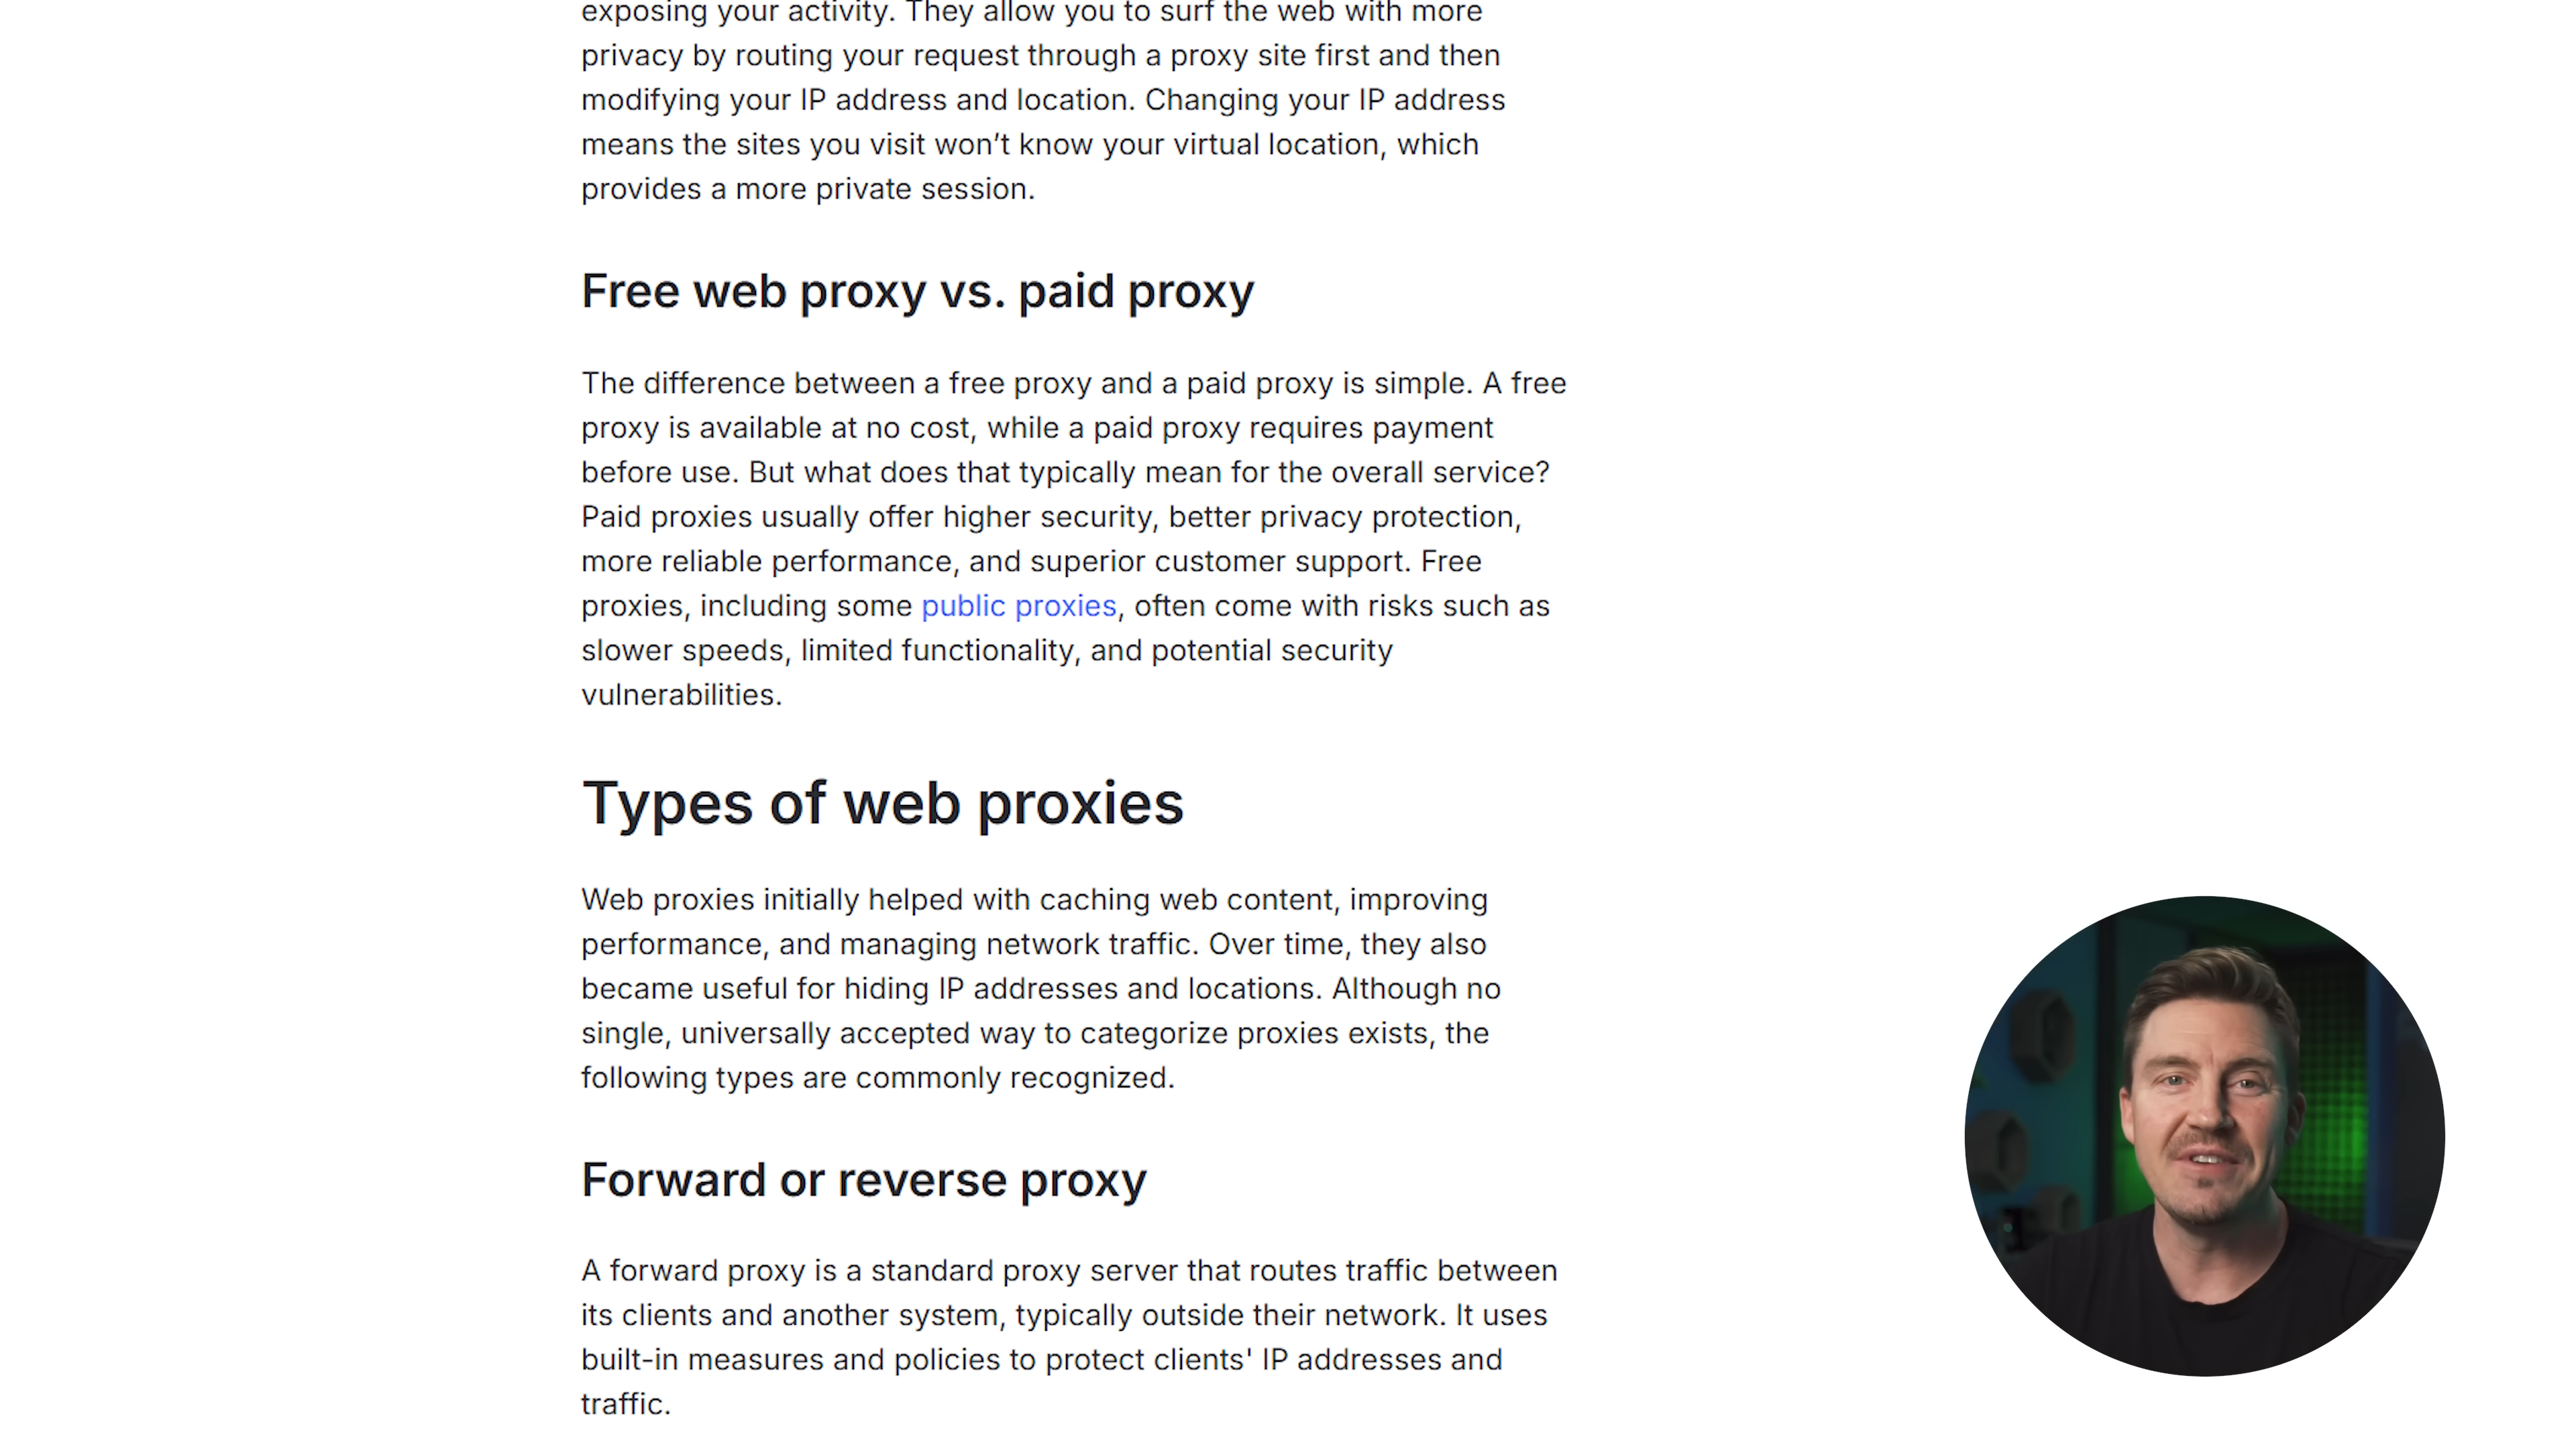 exposing your activity. They allow you to surf the web with more
privacy by routing your request through a proxy site first and then
modifying your IP address and location. Changing your IP address
means the sites you visit won’t know your virtual location, which
provides a more private session.
Free web proxy vs. paid proxy
The difference between a free proxy and a paid proxy is simple. A free
proxy is available at no cost, while a paid proxy requires payment
before use. But what does that typically mean for the overall service?
Paid proxies usually offer higher security, better privacy protection,
more reliable performance, and superior customer support. Free
proxies, including some public proxies, often come with risks such as
slower speeds, limited functionality, and potential security
vulnerabilities.
Types of web proxies
Web proxies initially helped with caching web content, improving
performance, and managing network traffic. Over time, they also
became useful for hiding IP addresses and locations. Although no
single, universally accepted way to categorize proxies exists, the
following types are commonly recognized.
Forward or reverse proxy
A forward proxy is a standard proxy server that routes traffic between
its clients and another system, typically outside their network. It uses
built-in measures and policies to protect clients' IP addresses and
traffic.